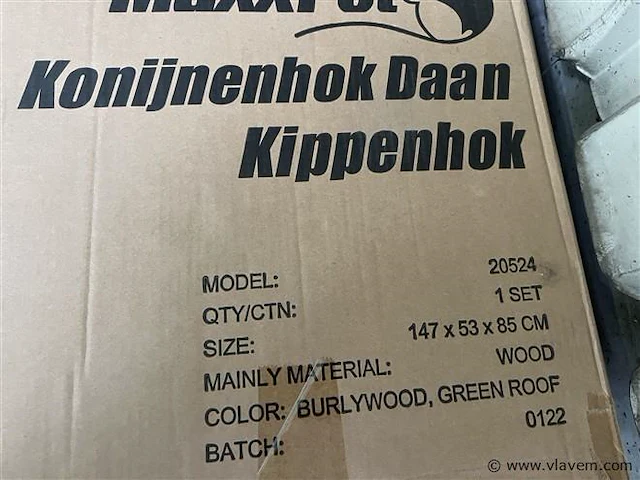 MaxxPet
Konijnenhok Daan
Kippenhok
MODEL: 20524
QTY/CTN: 1 SET
SIZE: 147 x 53 x 85 CM
MAINLY MATERIAL: WOOD
COLOR: BURLYWOOD, GREEN ROOF
BATCH: 0122
© www.vlavem.com